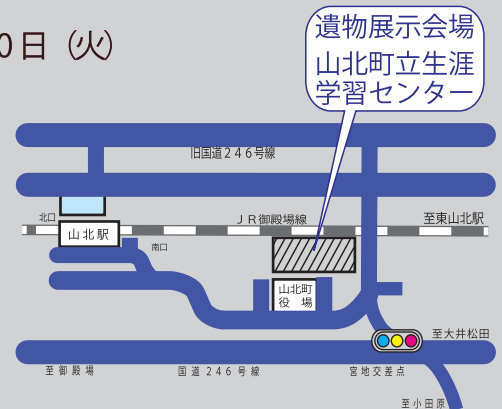 0日（火）
遺物展示会場
山北町立生涯
学習センター
旧国道246号線
北口
JR御殿場線
至東山北駅
山北駅
南口
山北町
役場
至大井松田
至御殿場
国道246号線
宮地交差点
至小田原